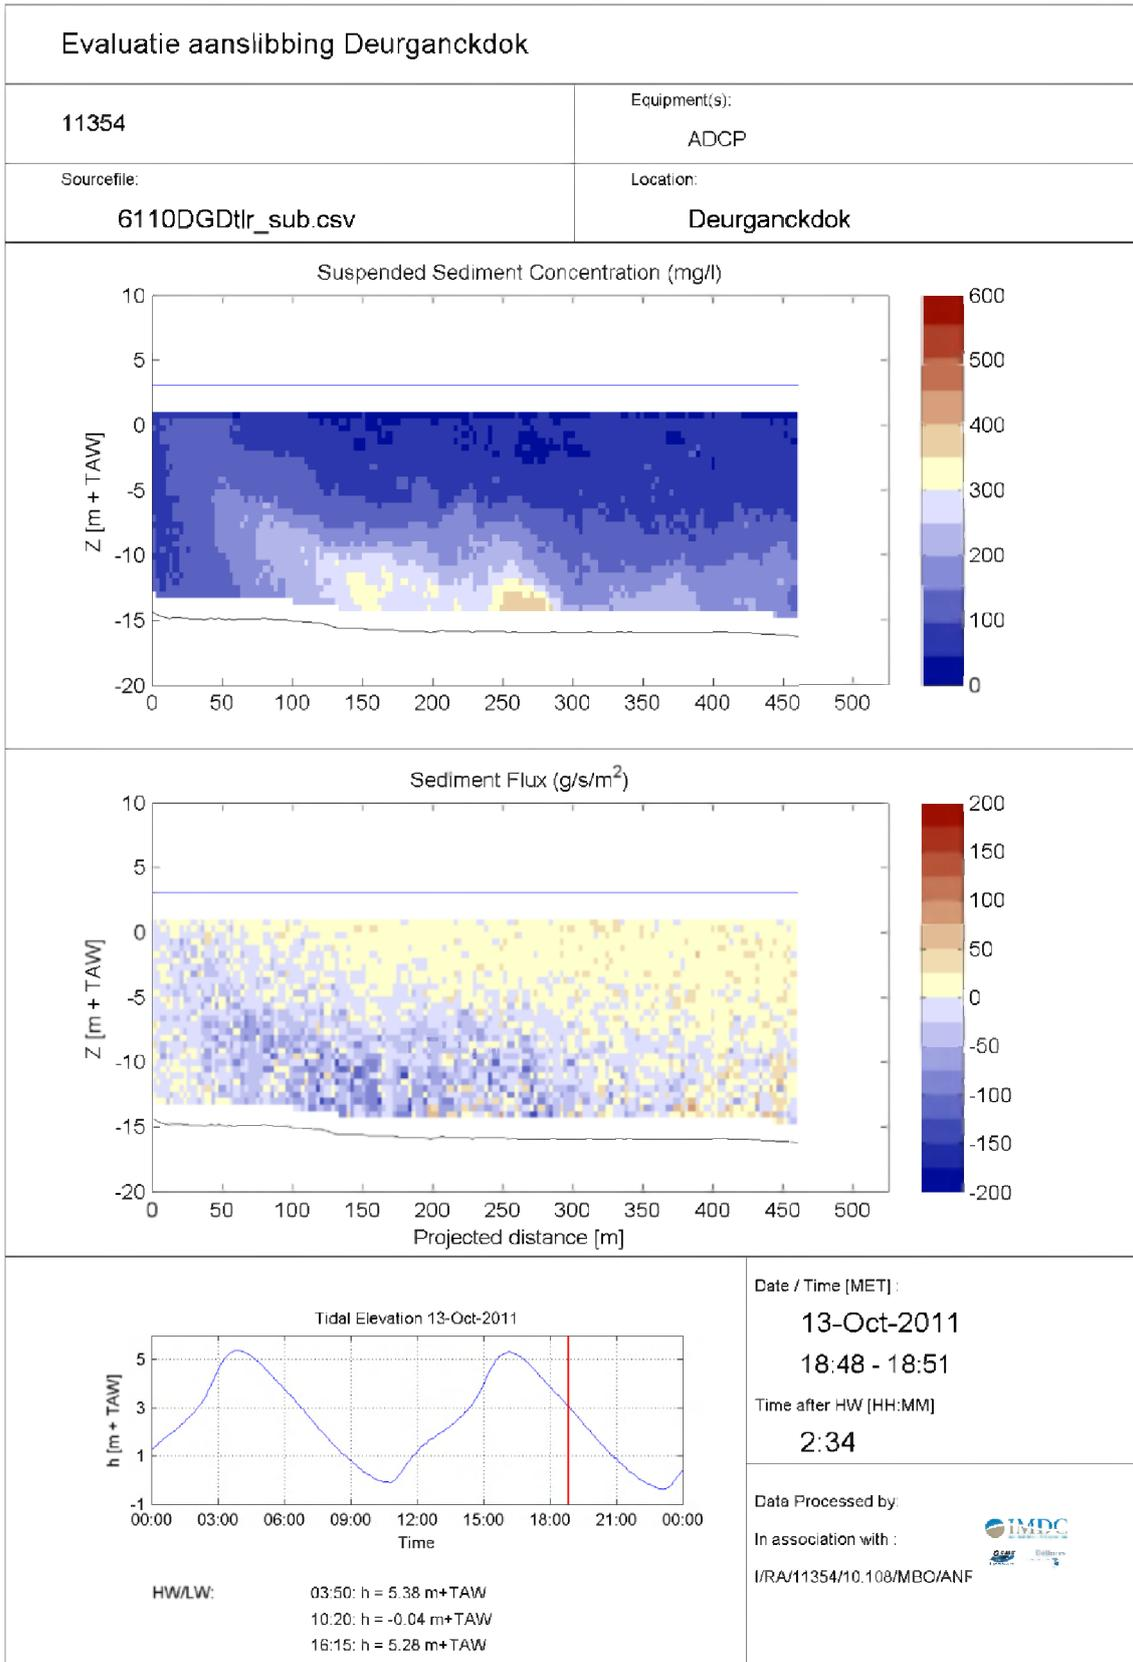 Evaluatie aanslibbing Deurganckdok
11354
Equipment(s):
ADCP
Sourcefile:
6110DGDtlr_sub.csv
Location:
Deurganckdok
Suspended Sediment Concentration (mg/l)
10
5
0
-5
-10
-15
-20
Z [m + TAW]
0 50 100 150 200 250 300 350 400 450 500
600
500
400
300
200
100
0
Sediment Flux (g/s/m²)
10
5
0
-5
-10
-15
-20
Z [m + TAW]
0 50 100 150 200 250 300 350 400 450 500
Projected distance [m]
200
150
100
50
0
-50
-100
-150
-200
Tidal Elevation 13-Oct-2011
5
3
1
-1
h [m + TAW]
00:00 03:00 06:00 09:00 12:00 15:00 18:00 21:00 00:00
Time
HW/LW:
03:50: h = 5.38 m+TAW
10:20: h = -0.04 m+TAW
16:15: h = 5.28 m+TAW
Date / Time [MET] :
13-Oct-2011
18:48 - 18:51
Time after HW [HH:MM]
2:34
Data Processed by:
IMDC
In association with :
I/RA/11354/10.108/MBO/ANF